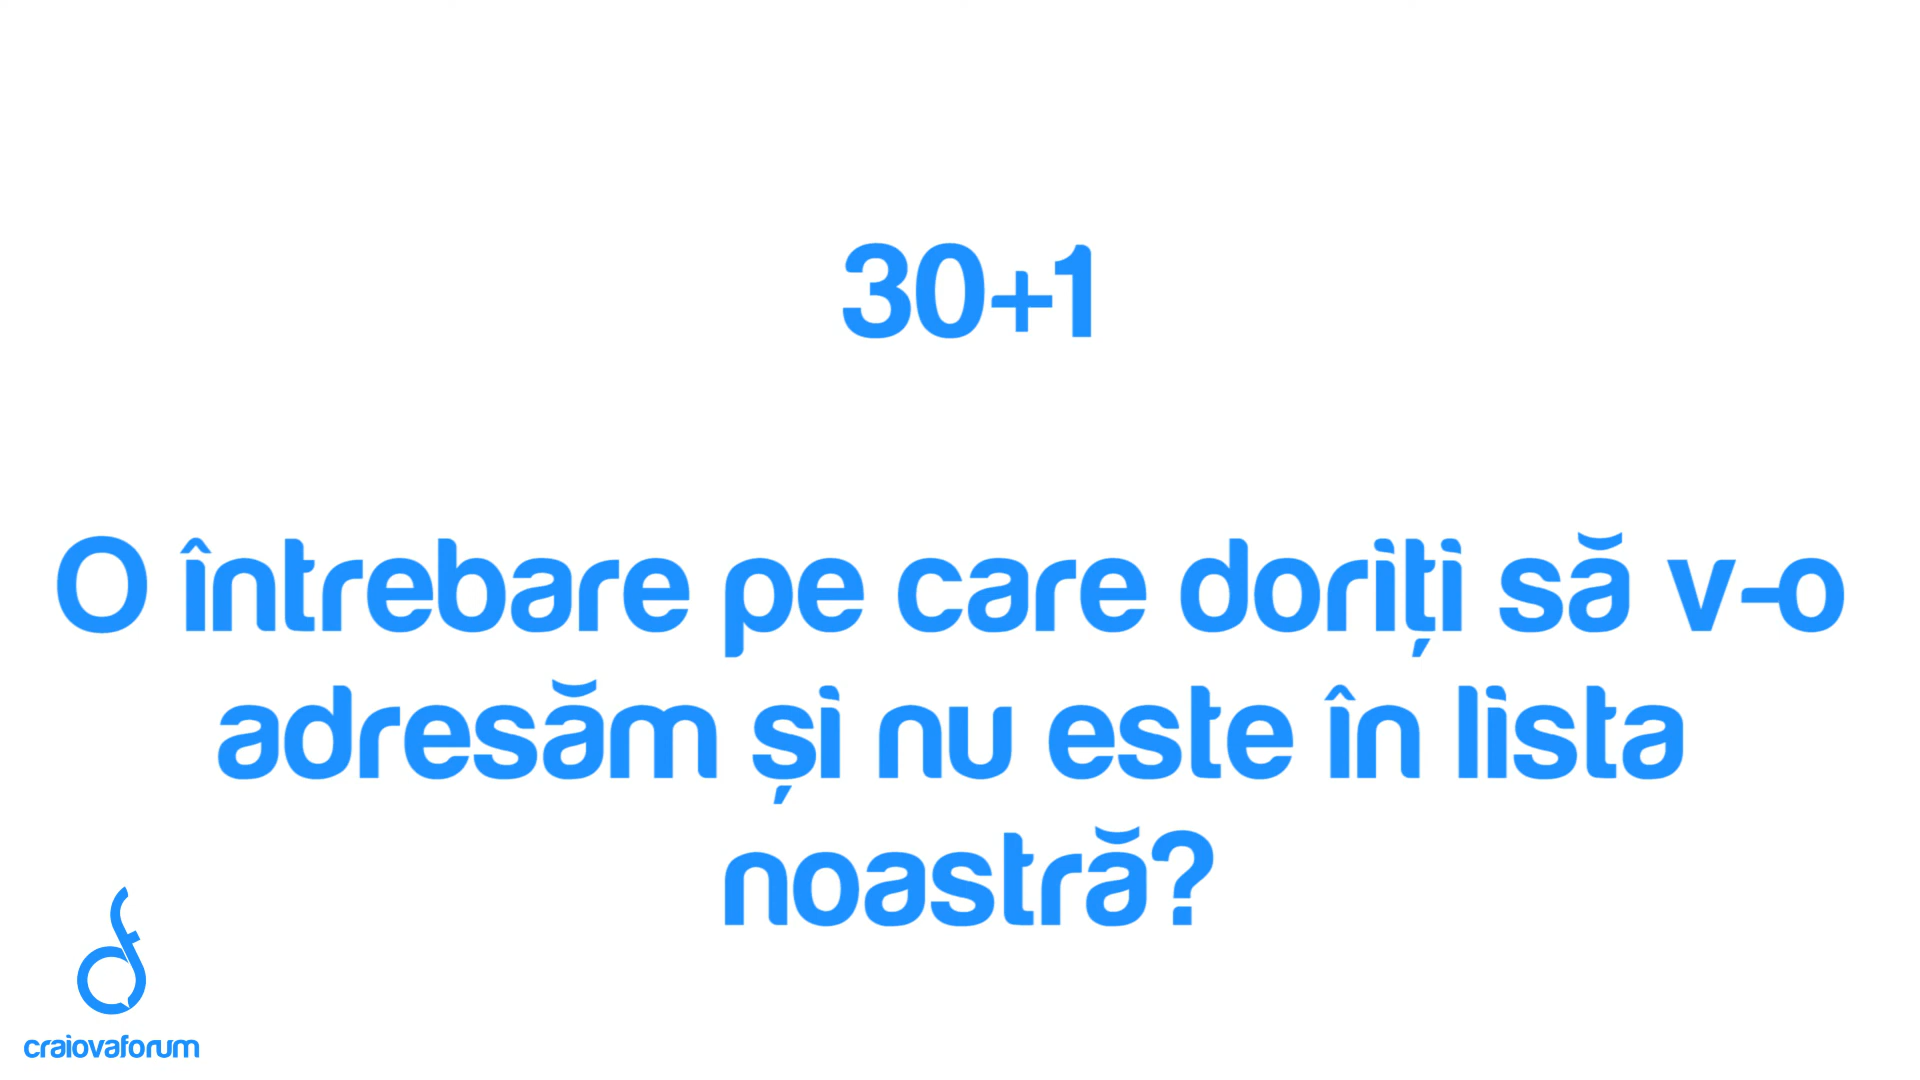 30+1
O întrebare pe care doriți să v-o
adresăm și nu este în lista
noastră?
craiovaforum